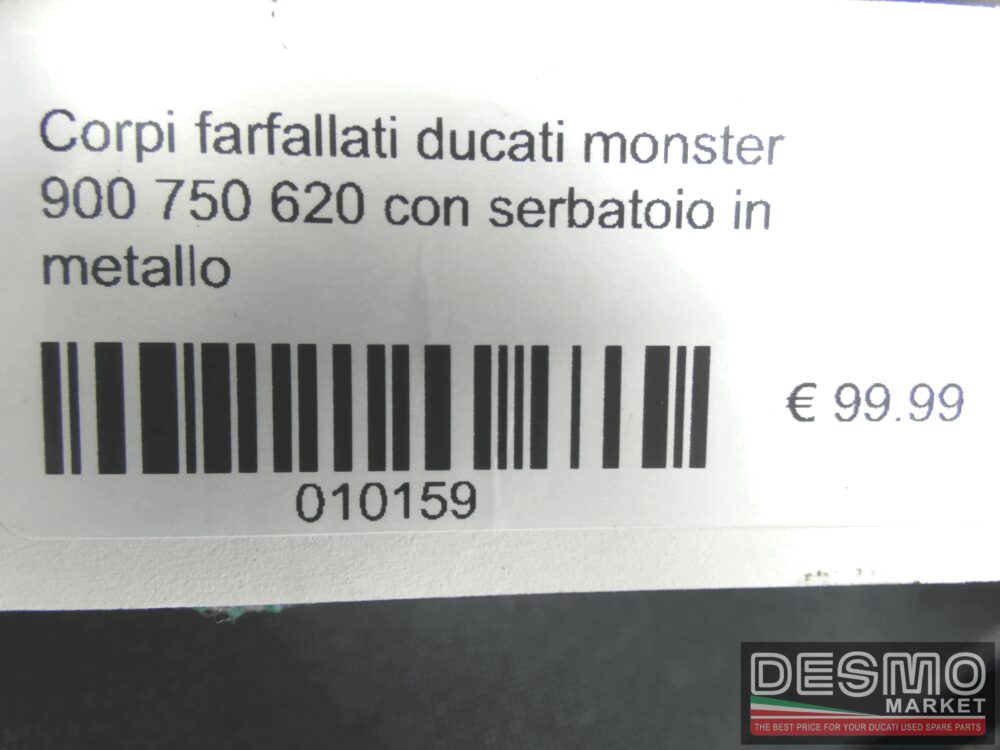 Corpi farfallati ducati monster
900 750 620 con serbatoio in
metallo
€ 99.99
010159
DESMO
MARKET
THE BEST PRICE FOR YOUR DUCATI USED SPARE PARTS